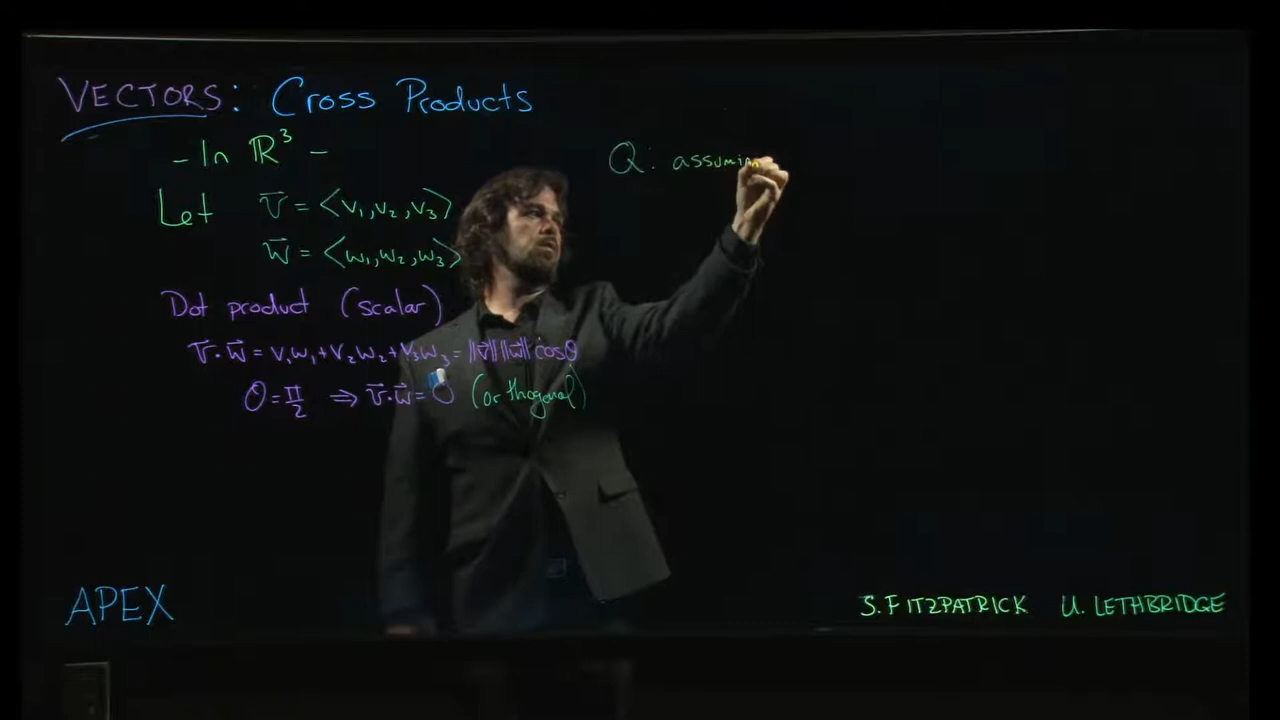 VECTORS: Cross Products
- In ℝ³ -
Let v⃗ = <v₁, v₂, v₃>
w⃗ = <w₁, w₂, w₃>
Dot product (scalar)
v⃗·w⃗ = v₁w₁ + v₂w₂ + v₃w₃ = ||v⃗|| ||w⃗|| cosθ
θ = π/2 ⇒ v⃗·w⃗ = 0 (orthogonal)
Q: assumin
APEX
S. FITZPATRICK U. LETHBRIDGE